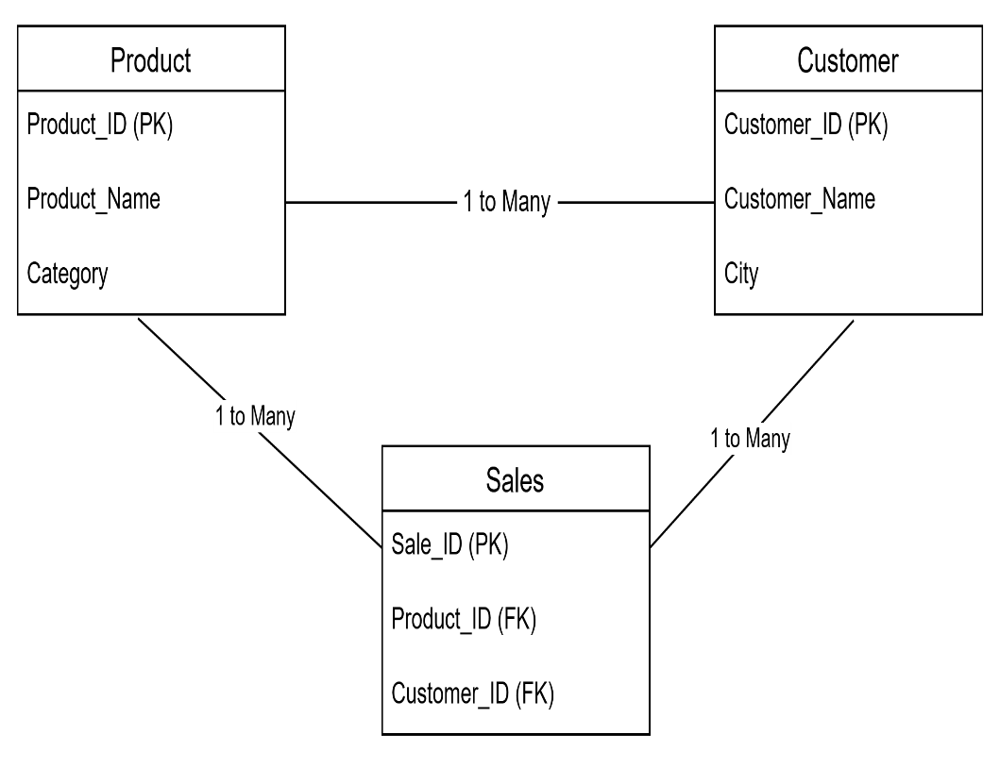 Product
Product_ID (PK)
Product_Name
Category
1 to Many
Customer
Customer_ID (PK)
Customer_Name
City
1 to Many
1 to Many
Sales
Sale_ID (PK)
Product_ID (FK)
Customer_ID (FK)